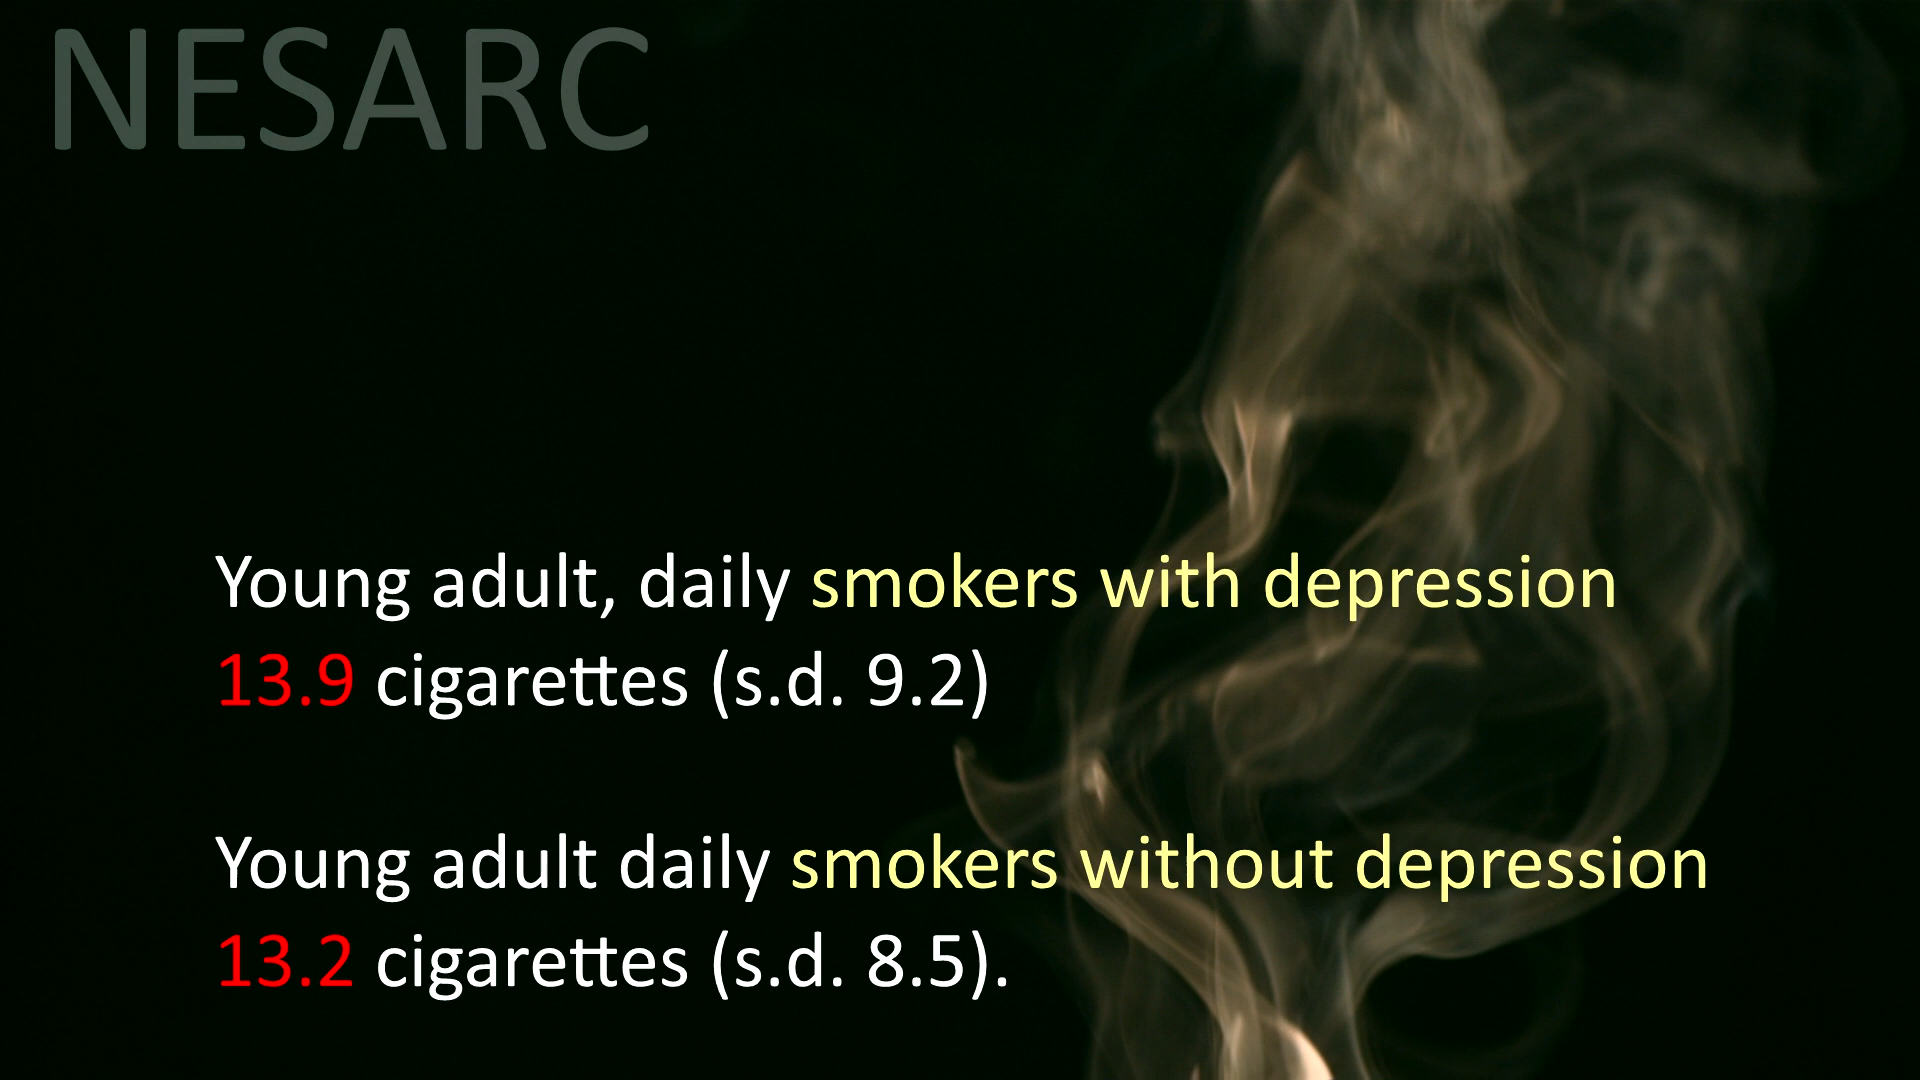 NESARC
Young adult, daily smokers with depression
13.9 cigarettes (s.d. 9.2)
Young adult daily smokers without depression
13.2 cigarettes (s.d. 8.5).